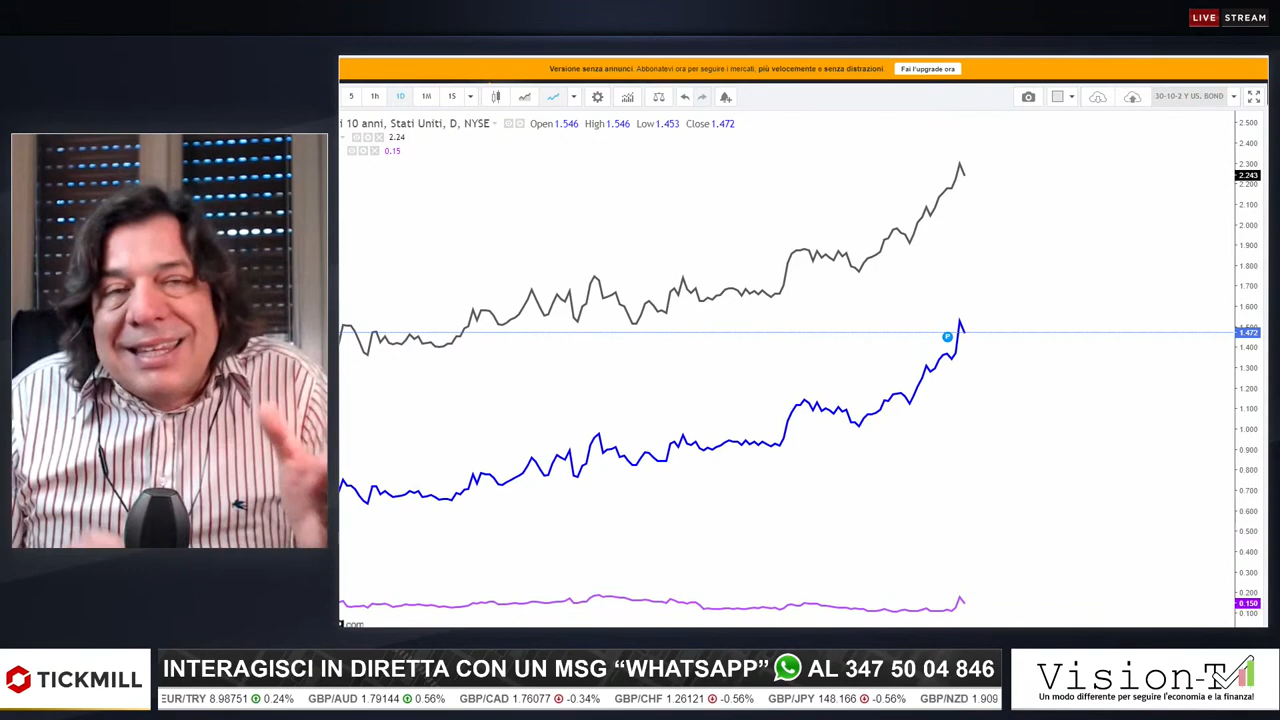 LIVE STREAM
Versione senza annunci. Abbonatevi ora per seguire i mercati, più velocemente e senza distrazioni. Fai l'upgrade ora
5 1h 1D 1M 1S 30-10-2 Y US. BOND
i 10 anni, Stati Uniti, D, NYSE Open 1.546 High 1.546 Low 1.453 Close 1.472
2.24
0.15
2.500
2.400
2.300
2.243
2.200
2.100
2.000
1.900
1.800
1.700
1.600
1.500
1.472
1.400
1.300
1.200
1.100
1.000
0.900
0.800
0.700
0.600
0.500
0.400
0.300
0.200
0.150
0.100
P
.com
TICKMILL
INTERAGISCI IN DIRETTA CON UN MSG “WHATSAPP” AL 347 50 04 846
EUR/TRY 8.98751 0.24% GBP/AUD 1.79144 0.56% GBP/CAD 1.76077 -0.34% GBP/CHF 1.26121 -0.56% GBP/JPY 148.166 -0.56% GBP/NZD 1.909
Vision-TV
Un modo differente per seguire l'economia e la finanza!